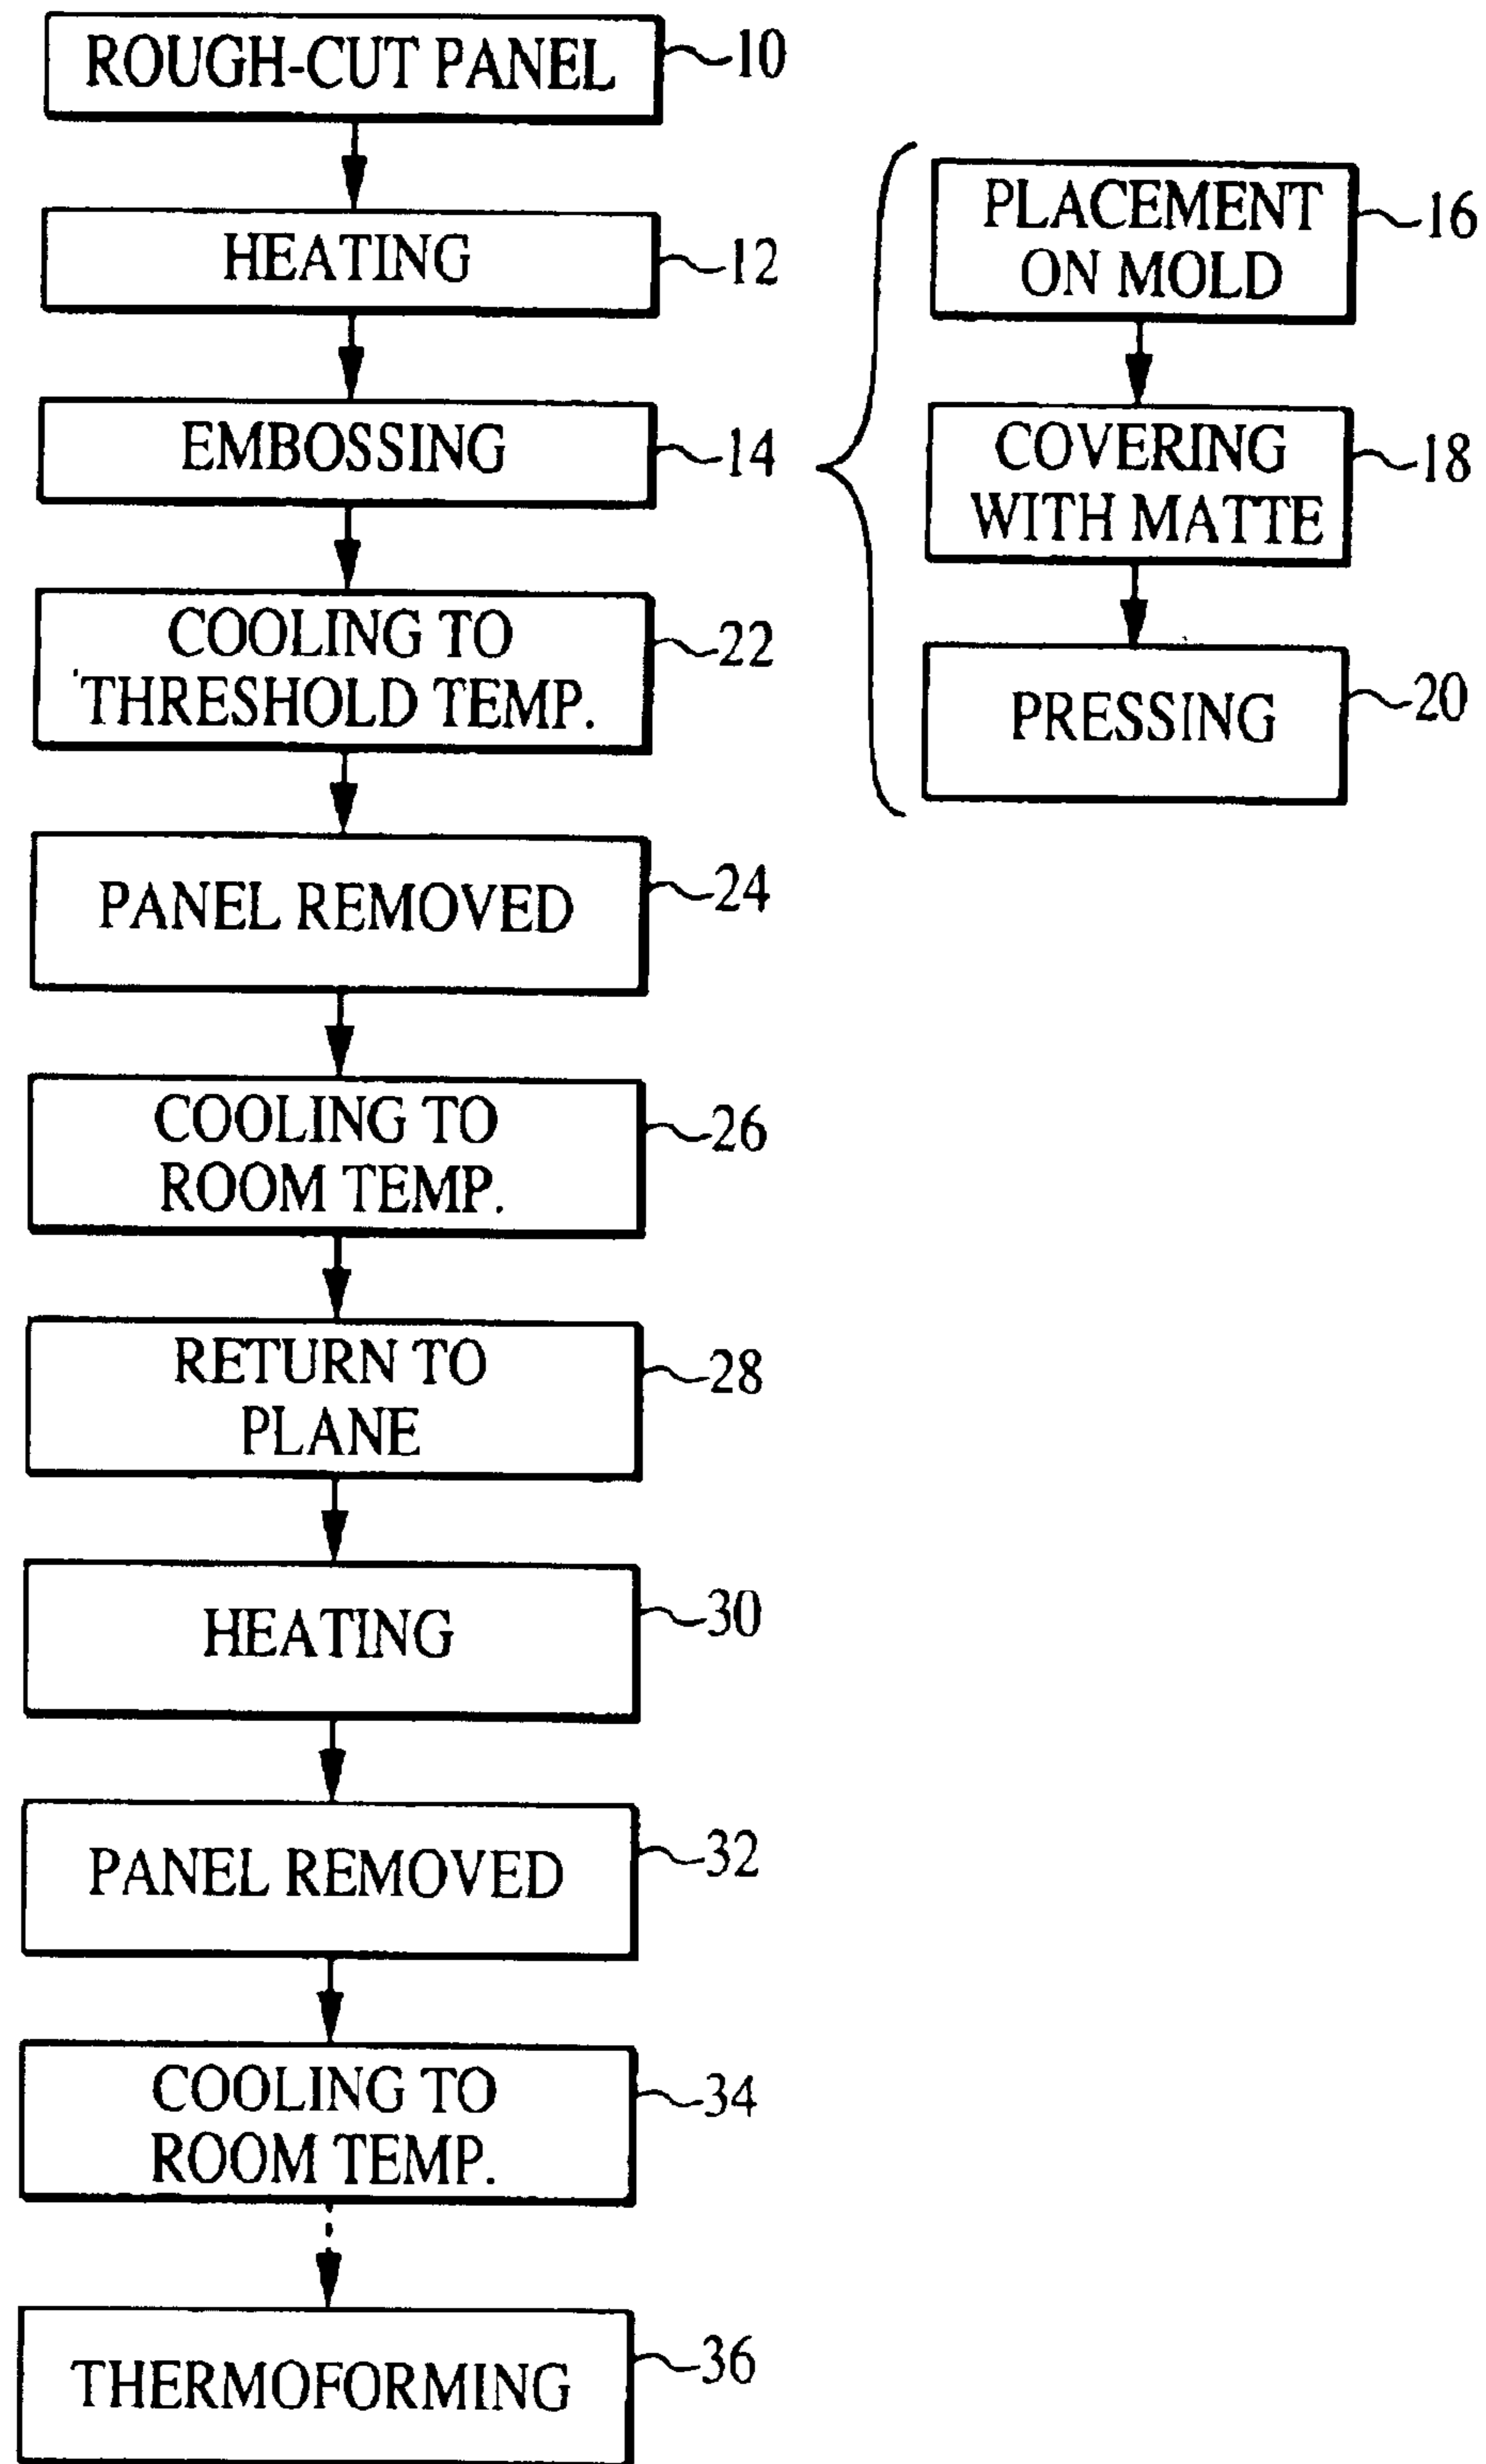 ROUGH-CUT PANEL
10
HEATING
12
EMBOSSING
14
PLACEMENT
ON MOLD
16
COVERING
WITH MATTE
18
PRESSING
20
COOLING TO
THRESHOLD TEMP.
22
PANEL REMOVED
24
COOLING TO
ROOM TEMP.
26
RETURN TO
PLANE
28
HEATING
30
PANEL REMOVED
32
COOLING TO
ROOM TEMP.
34
THERMOFORMING
36